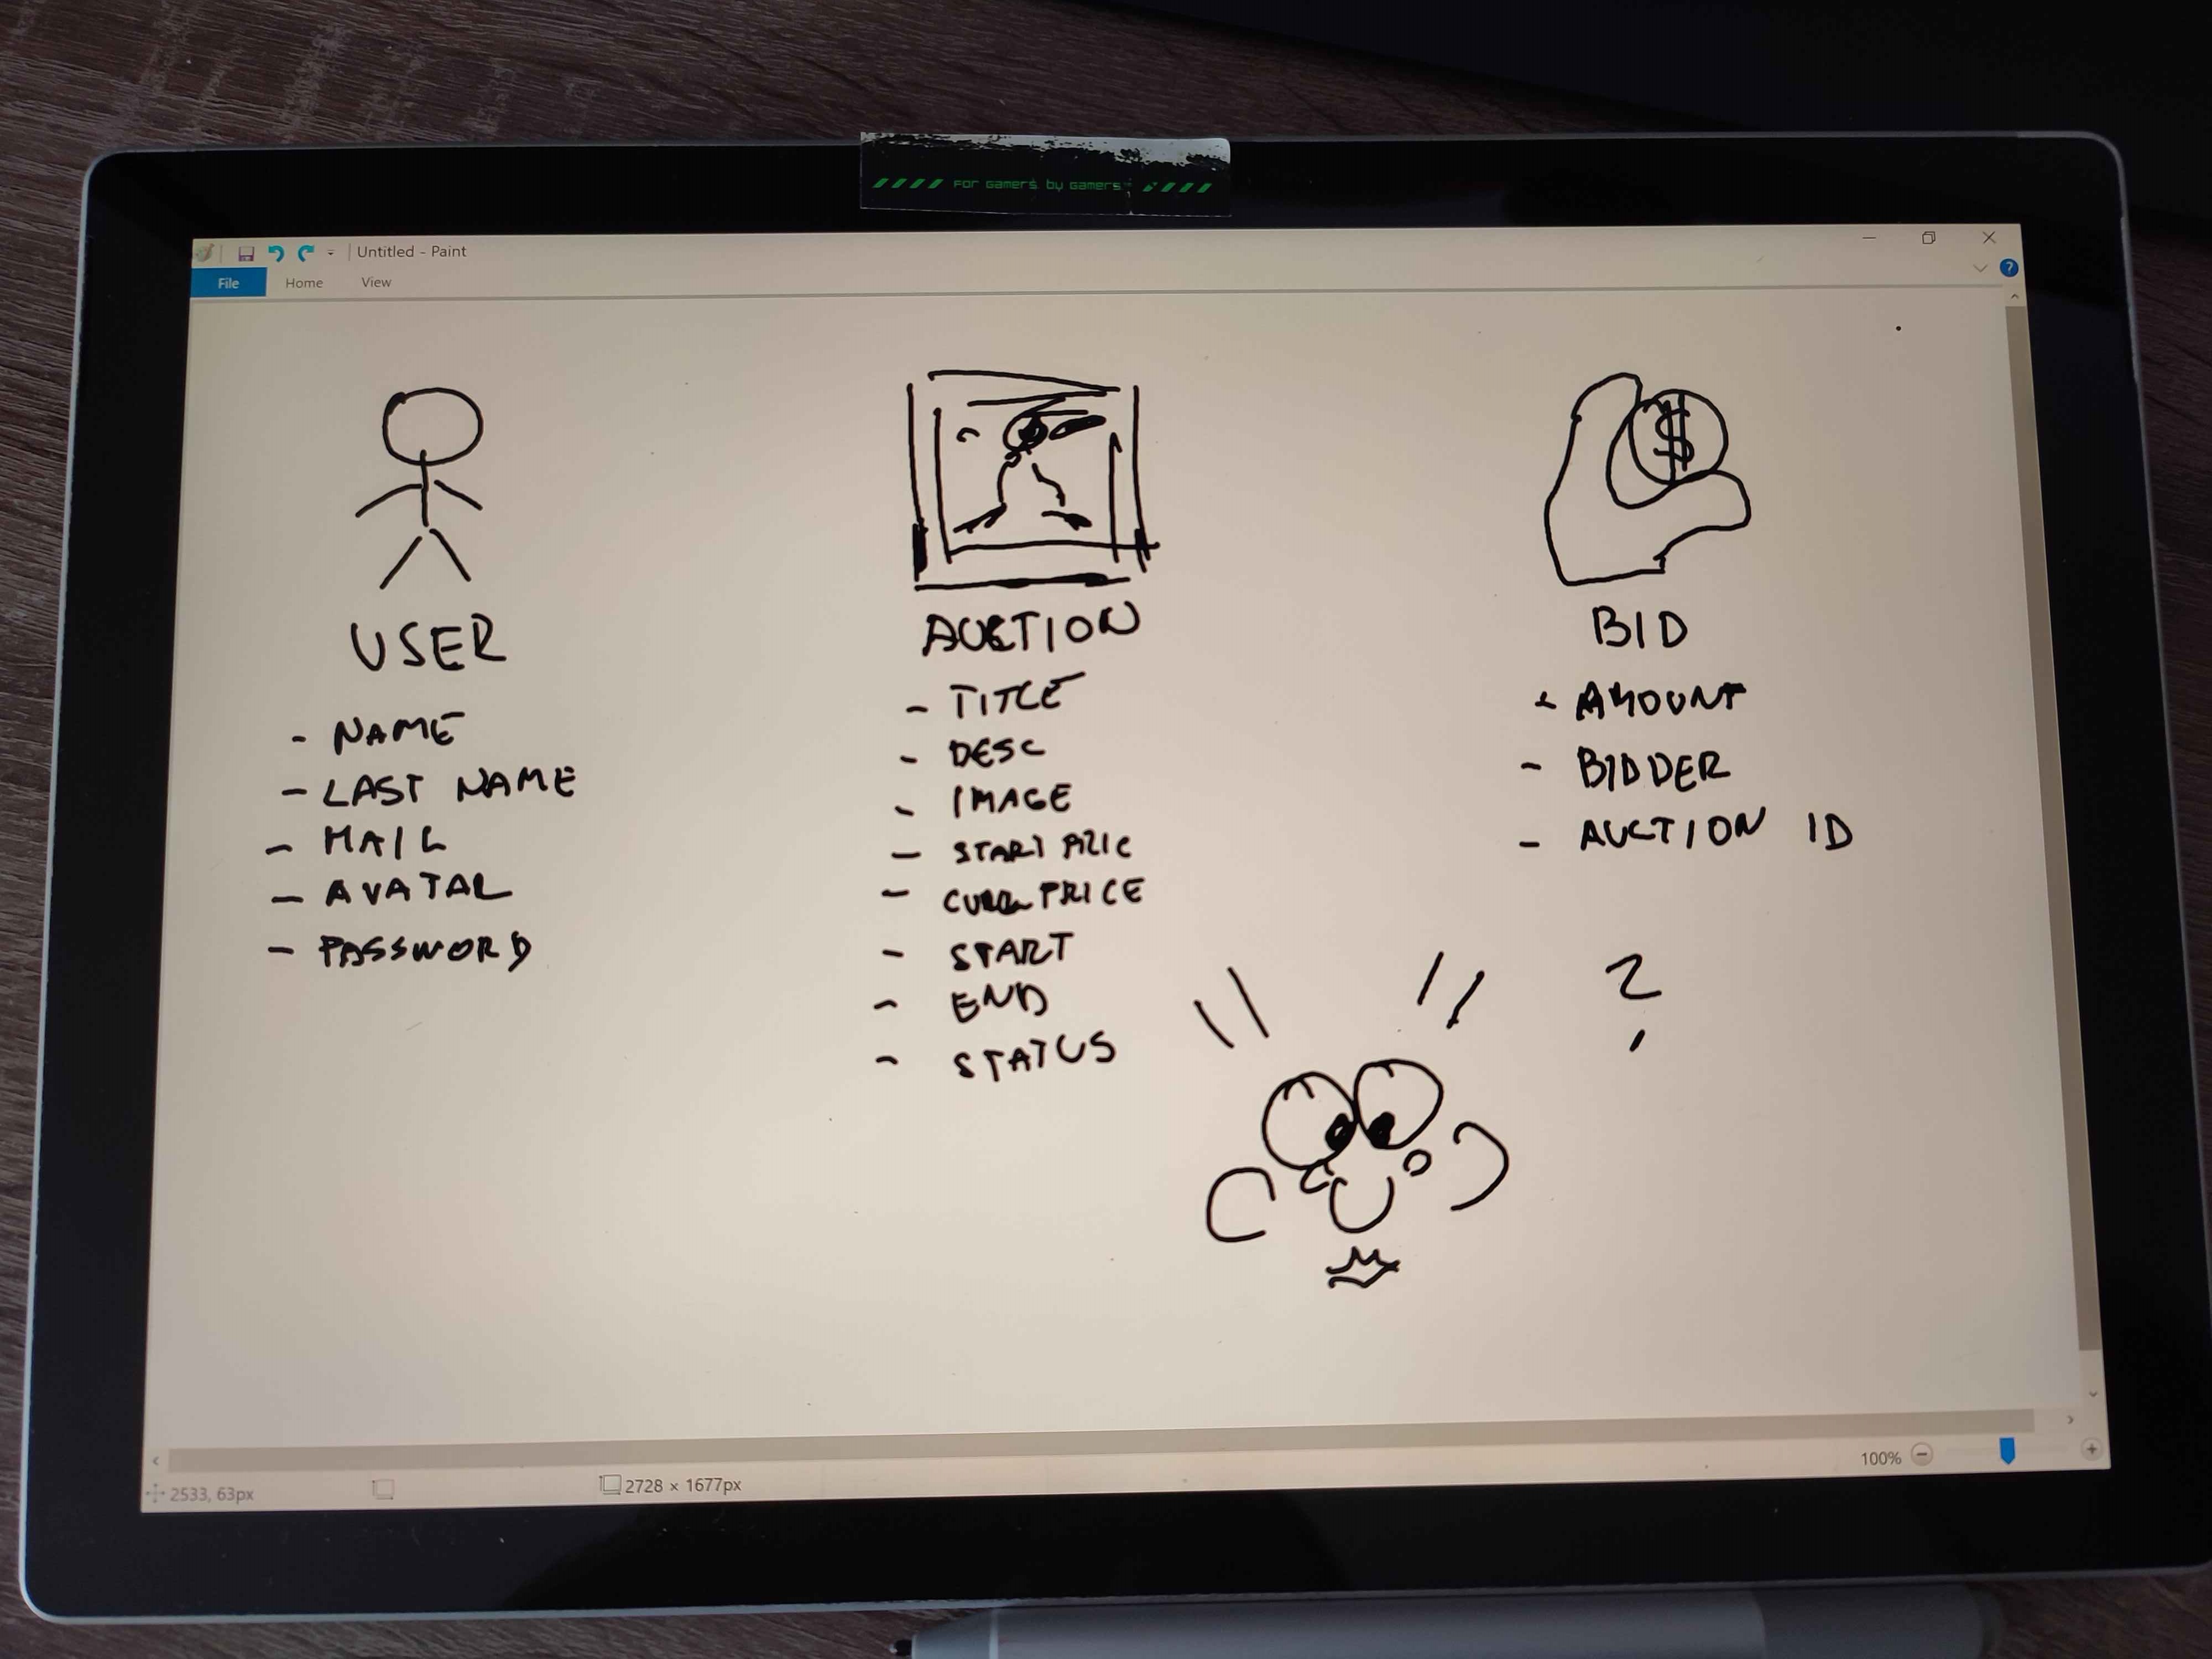 FOR GAMERS. BY GAMERS.™
Untitled - Paint
File Home View
USER
- NAME
- LAST NAME
- MAIL
- AVATAR
- PASSWORD
AUCTION
- TITLE
- DESC
- IMAGE
- START PRIC
- CURR PRICE
- START
- END
- STATUS
$
BID
- AMOUNT
- BIDDER
- AUCTION ID
?
2533, 63px
2728 × 1677px
100%